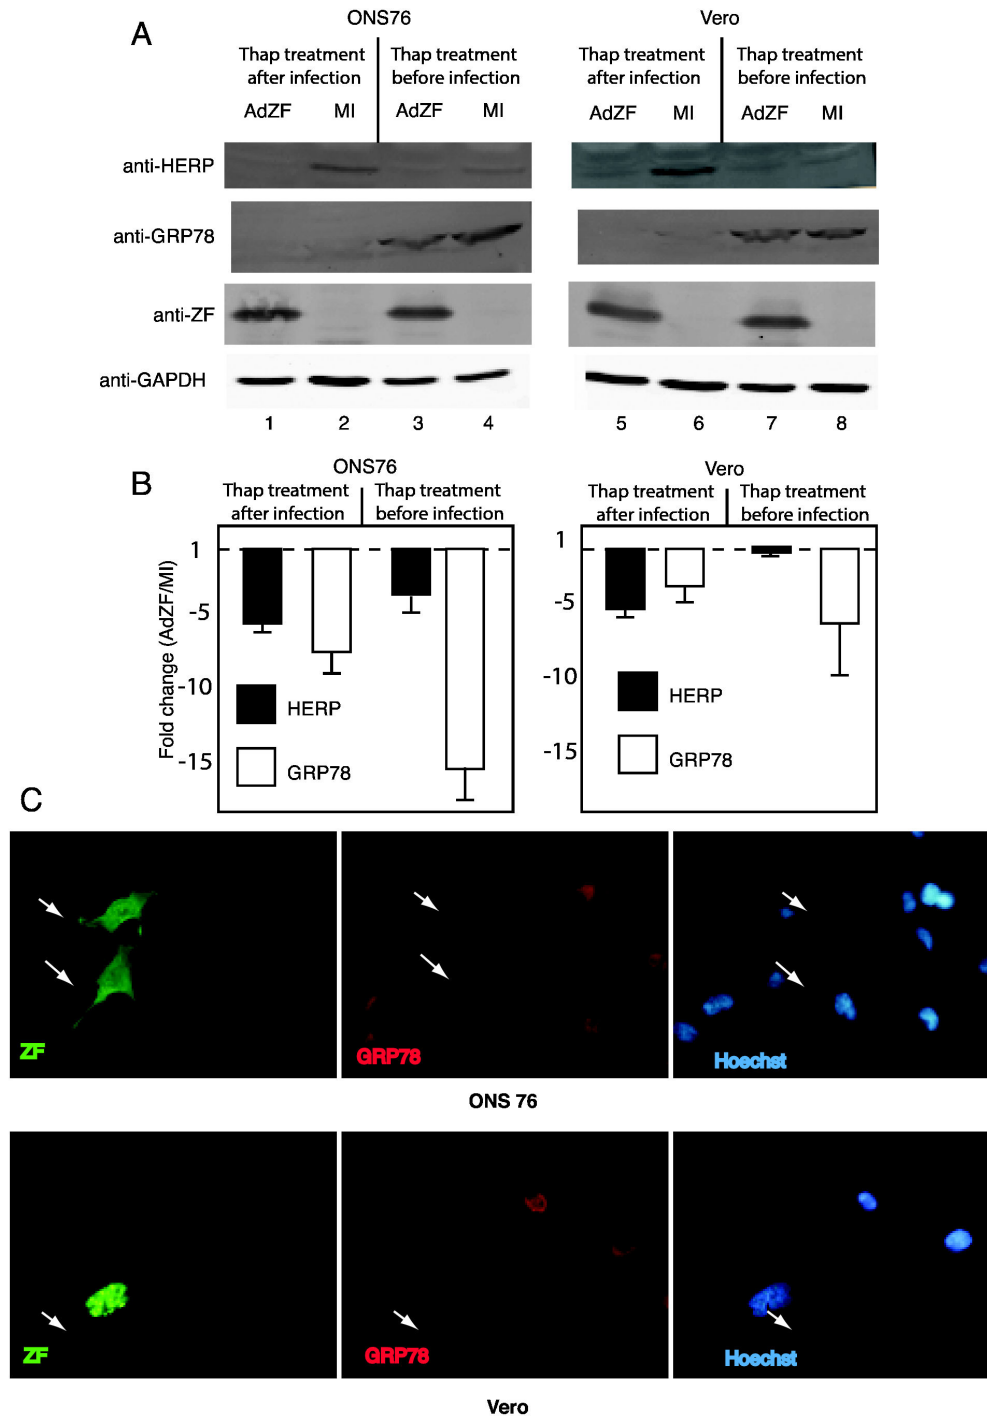 A
ONS76
Vero
Thap treatment after infection
Thap treatment before infection
Thap treatment after infection
Thap treatment before infection
AdZF MI AdZF MI
AdZF MI AdZF MI
anti-HERP
anti-GRP78
anti-ZF
anti-GAPDH
1 2 3 4 5 6 7 8
B
ONS76
Vero
Thap treatment after infection
Thap treatment before infection
Thap treatment after infection
Thap treatment before infection
Fold change (AdZF/MI)
1
-5
-10
-15
HERP
GRP78
1
-5
-10
-15
HERP
GRP78
C
ZF
GRP78
Hoechst
ONS 76
ZF
GRP78
Hoechst
Vero